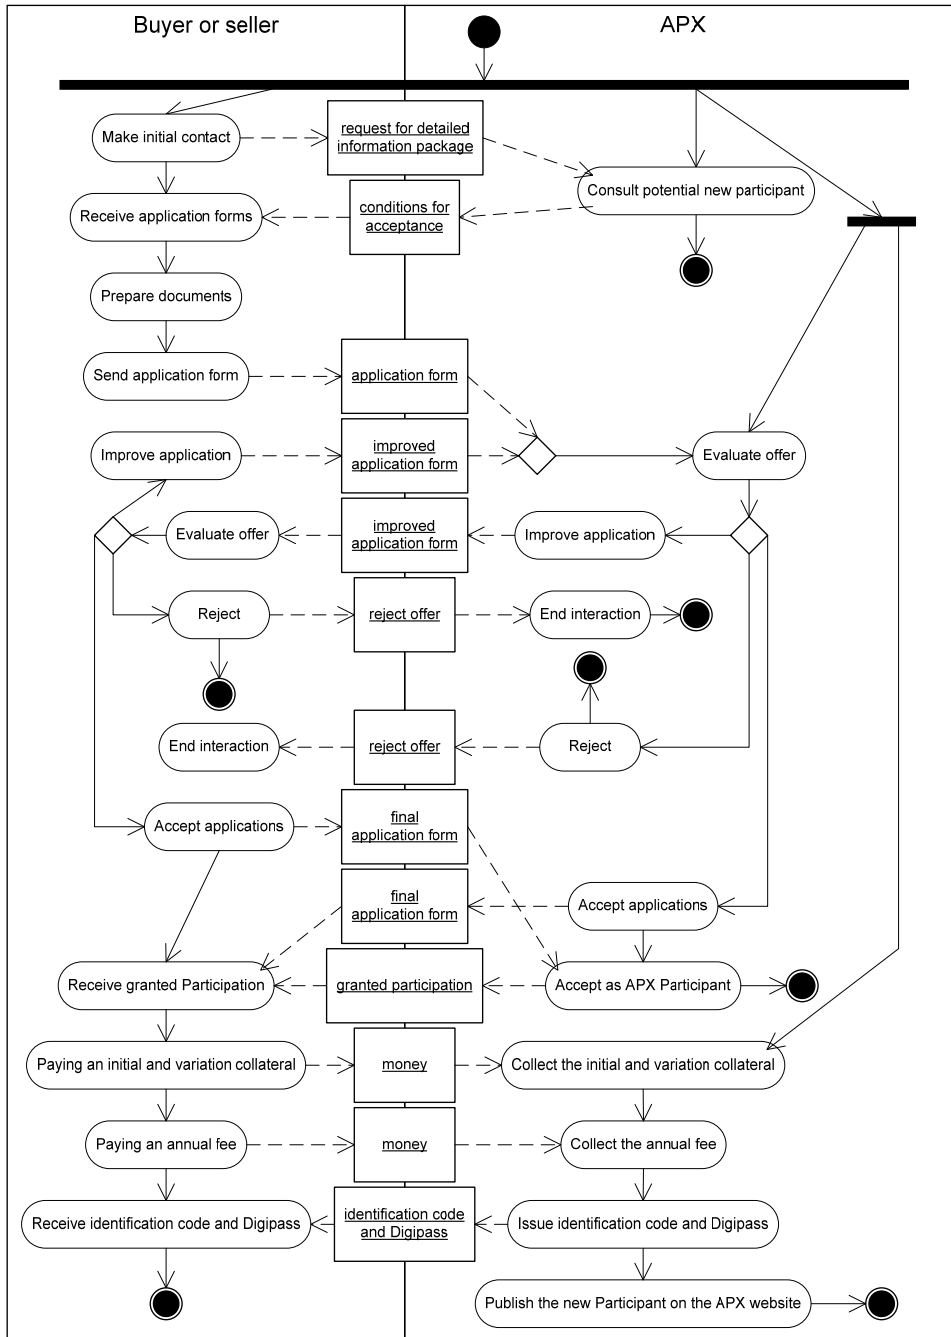 Buyer or seller
APX
Make initial contact
request for detailed
information package
Consult potential new participant
Receive application forms
conditions for
acceptance
Prepare documents
Send application form
application form
Improve application
improved
application form
Evaluate offer
Evaluate offer
improved
application form
Improve application
Reject
reject offer
End interaction
End interaction
reject offer
Reject
Accept applications
final
application form
final
application form
Accept applications
Receive granted Participation
granted participation
Accept as APX Participant
Paying an initial and variation collateral
money
Collect the initial and variation collateral
Paying an annual fee
money
Collect the annual fee
Receive identification code and Digipass
identification code
and Digipass
Issue identification code and Digipass
Publish the new Participant on the APX website